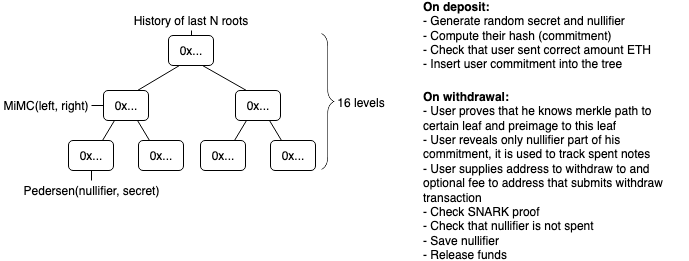 History of last N roots
0x...
MiMC(left, right)
0x...
0x...
16 levels
0x...
0x...
0x...
0x...
Pedersen(nullifier, secret)
On deposit:
- Generate random secret and nullifier
- Compute their hash (commitment)
- Check that user sent correct amount ETH
- Insert user commitment into the tree
On withdrawal:
- User proves that he knows merkle path to
certain leaf and preimage to this leaf
- User reveals only nullifier part of his
commitment, it is used to track spent notes
- User supplies address to withdraw to and
optional fee to address that submits withdraw
transaction
- Check SNARK proof
- Check that nullifier is not spent
- Save nullifier
- Release funds